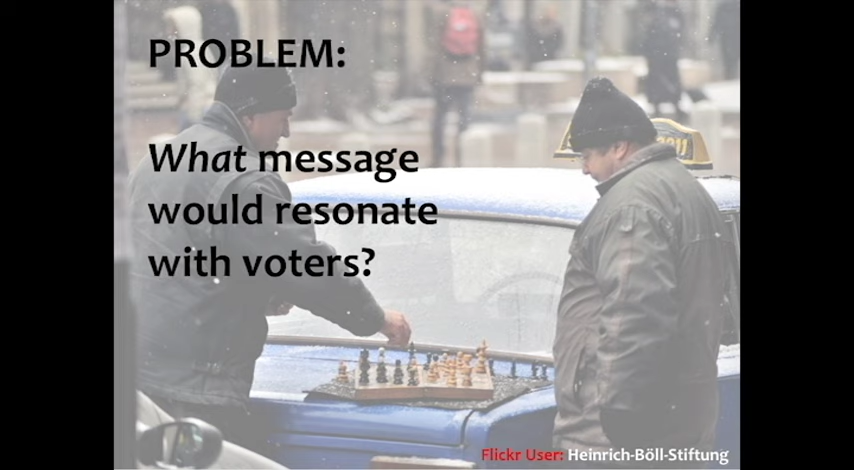 PROBLEM:
What message
would resonate
with voters?
Flickr User: Heinrich-Böll-Stiftung